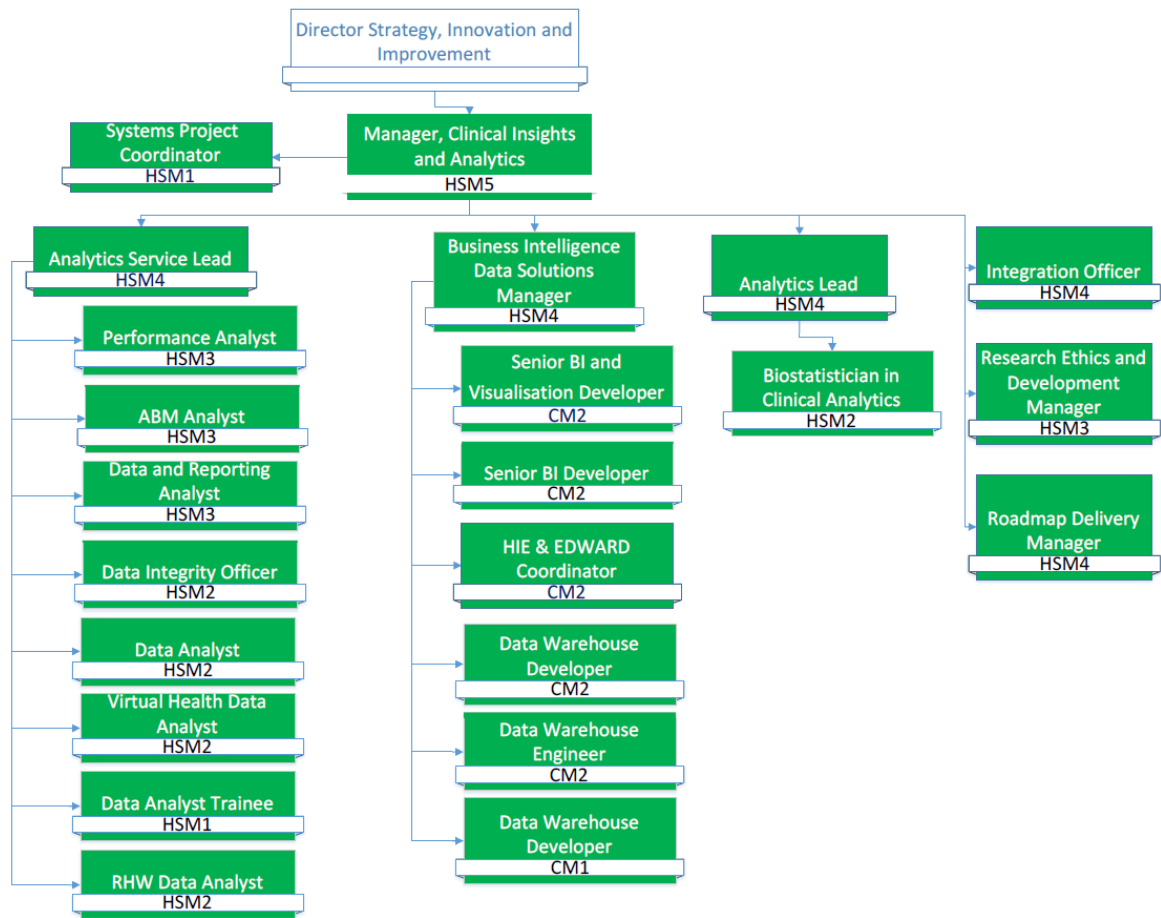 Director Strategy, Innovation and
Improvement
Manager, Clinical Insights
and Analytics
HSM5
Systems Project
Coordinator
HSM1
Analytics Service Lead
HSM4
Performance Analyst
HSM3
ABM Analyst
HSM3
Data and Reporting
Analyst
HSM3
Data Integrity Officer
HSM2
Data Analyst
HSM2
Virtual Health Data
Analyst
HSM2
Data Analyst Trainee
HSM1
RHW Data Analyst
HSM2
Business Intelligence
Data Solutions
Manager
HSM4
Senior BI and
Visualisation Developer
CM2
Senior BI Developer
CM2
HIE & EDWARD
Coordinator
CM2
Data Warehouse
Developer
CM2
Data Warehouse
Engineer
CM2
Data Warehouse
Developer
CM1
Analytics Lead
HSM4
Biostatistician in
Clinical Analytics
HSM2
Integration Officer
HSM4
Research Ethics and
Development
Manager
HSM3
Roadmap Delivery
Manager
HSM4